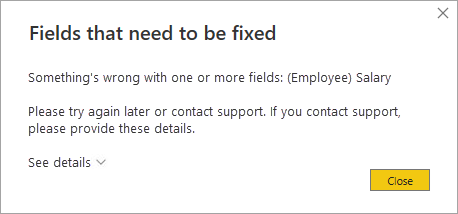 Fields that need to be fixed
Something's wrong with one or more fields: (Employee) Salary
Please try again later or contact support. If you contact support,
please provide these details.
See details
Close